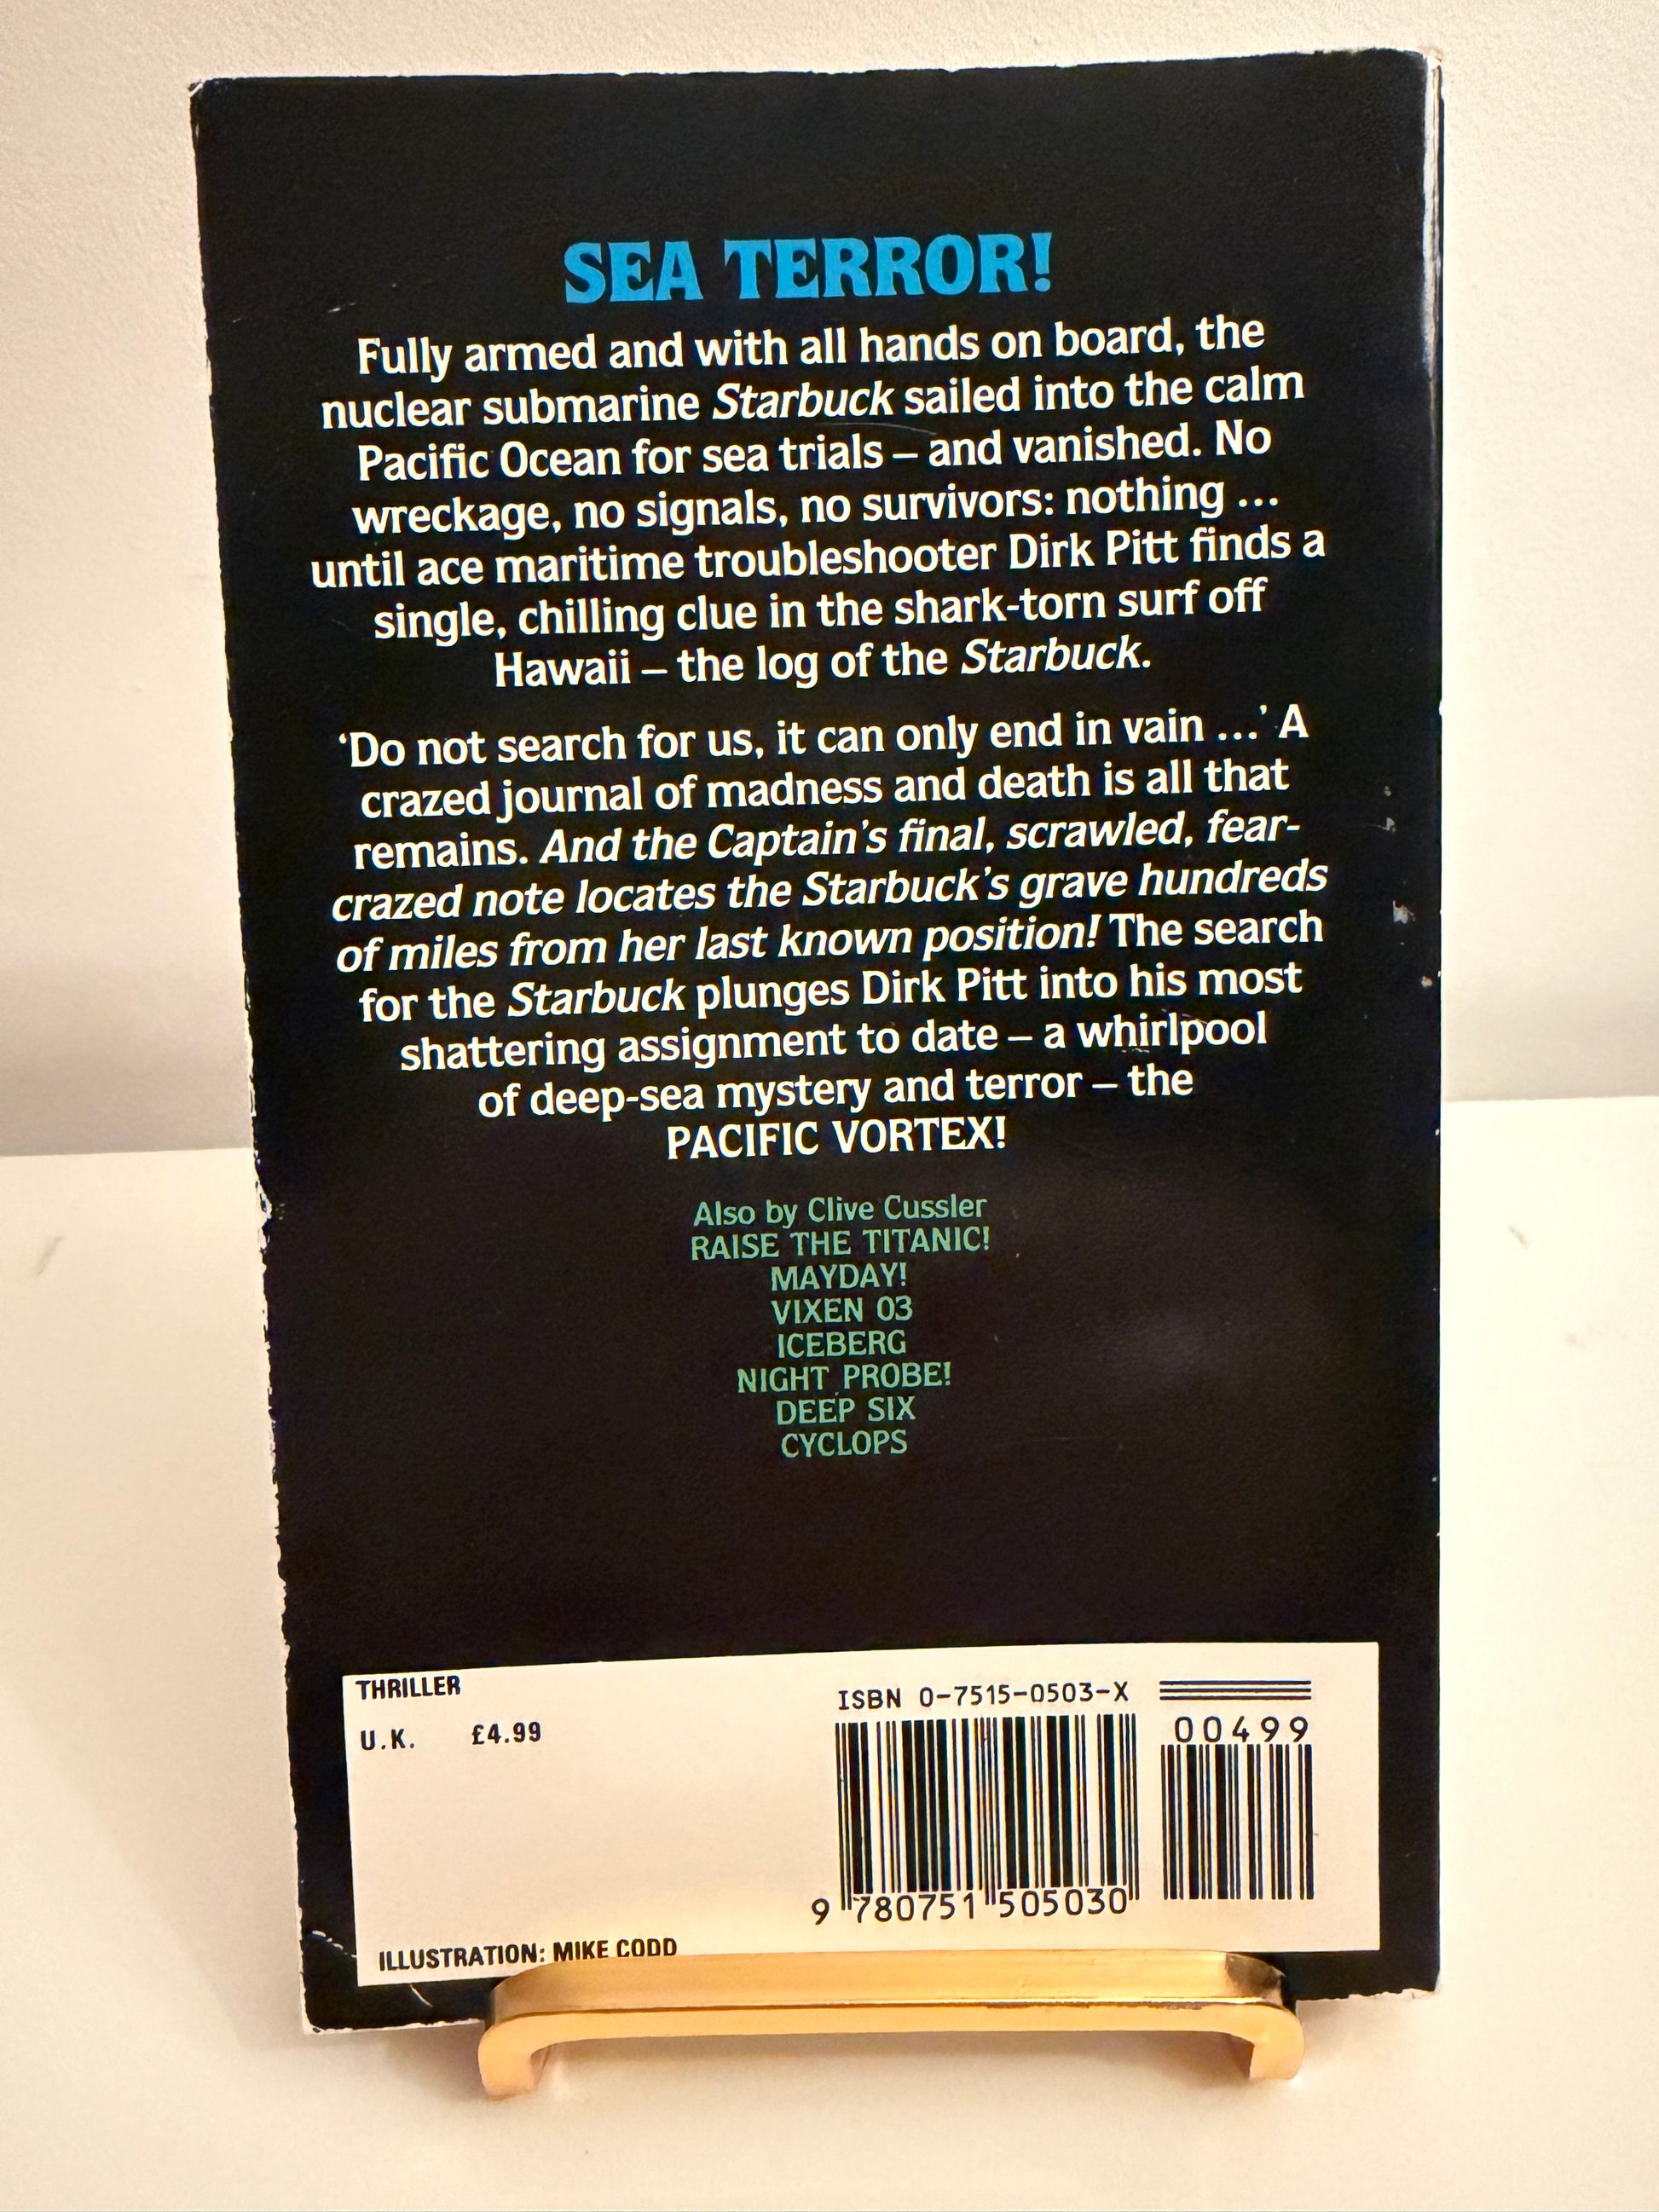 SEA TERROR!
Fully armed and with all hands on board, the
nuclear submarine Starbuck sailed into the calm
Pacific Ocean for sea trials – and vanished. No
wreckage, no signals, no survivors: nothing ...
until ace maritime troubleshooter Dirk Pitt finds a
single, chilling clue in the shark-torn surf off
Hawaii – the log of the Starbuck.
‘Do not search for us, it can only end in vain ...’ A
crazed journal of madness and death is all that
remains. And the Captain’s final, scrawled, fear-
crazed note locates the Starbuck’s grave hundreds
of miles from her last known position! The search
for the Starbuck plunges Dirk Pitt into his most
shattering assignment to date – a whirlpool
of deep-sea mystery and terror – the
PACIFIC VORTEX!
Also by Clive Cussler
RAISE THE TITANIC!
MAYDAY!
VIXEN 03
ICEBERG
NIGHT PROBE!
DEEP SIX
CYCLOPS
THRILLER
U.K. £4.99
ISBN 0-7515-0503-X
00499
9 780751 505030
ILLUSTRATION: MIKE CODD